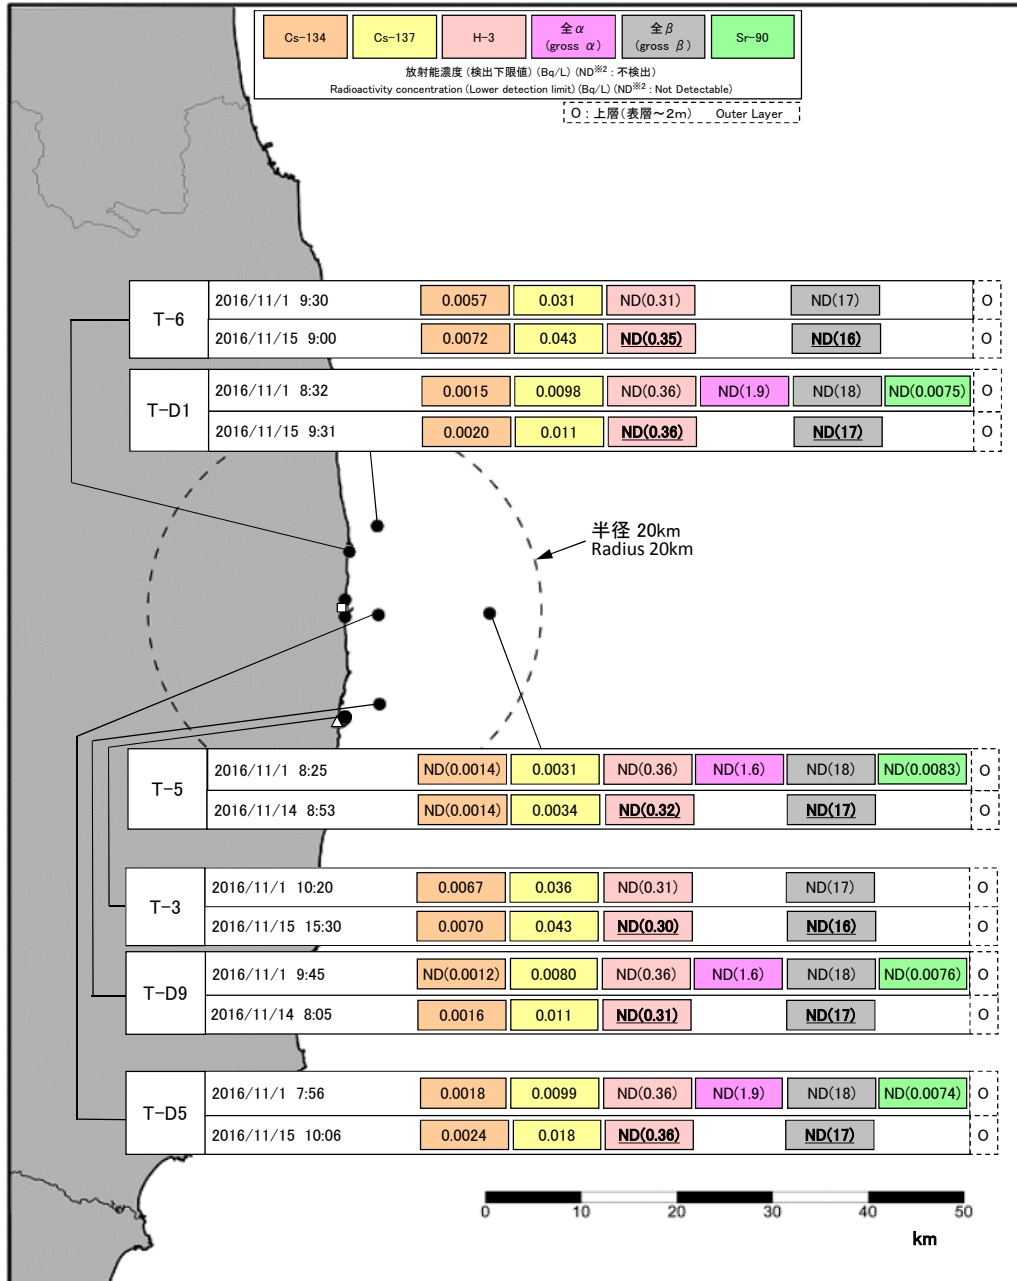 Cs-134 Cs-137 H-3 全α (gross α) 全β (gross β) Sr-90
放射能濃度 (検出下限値) (Bq/L) (ND※2 : 不検出)
Radioactivity concentration (Lower detection limit) (Bq/L) (ND※2 : Not Detectable)
O : 上層(表層～2m) Outer Layer
T-6
2016/11/1 9:30 0.0057 0.031 ND(0.31) ND(17) O
2016/11/15 9:00 0.0072 0.043 ND(0.35) ND(16) O
T-D1
2016/11/1 8:32 0.0015 0.0098 ND(0.36) ND(1.9) ND(18) ND(0.0075) O
2016/11/15 9:31 0.0020 0.011 ND(0.36) ND(17) O
半径 20km
Radius 20km
T-5
2016/11/1 8:25 ND(0.0014) 0.0031 ND(0.36) ND(1.6) ND(18) ND(0.0083) O
2016/11/14 8:53 ND(0.0014) 0.0034 ND(0.32) ND(17) O
T-3
2016/11/1 10:20 0.0067 0.036 ND(0.31) ND(17) O
2016/11/15 15:30 0.0070 0.043 ND(0.30) ND(16) O
T-D9
2016/11/1 9:45 ND(0.0012) 0.0080 ND(0.36) ND(1.6) ND(18) ND(0.0076) O
2016/11/14 8:05 0.0016 0.011 ND(0.31) ND(17) O
T-D5
2016/11/1 7:56 0.0018 0.0099 ND(0.36) ND(1.9) ND(18) ND(0.0074) O
2016/11/15 10:06 0.0024 0.018 ND(0.36) ND(17) O
0 10 20 30 40 50
km